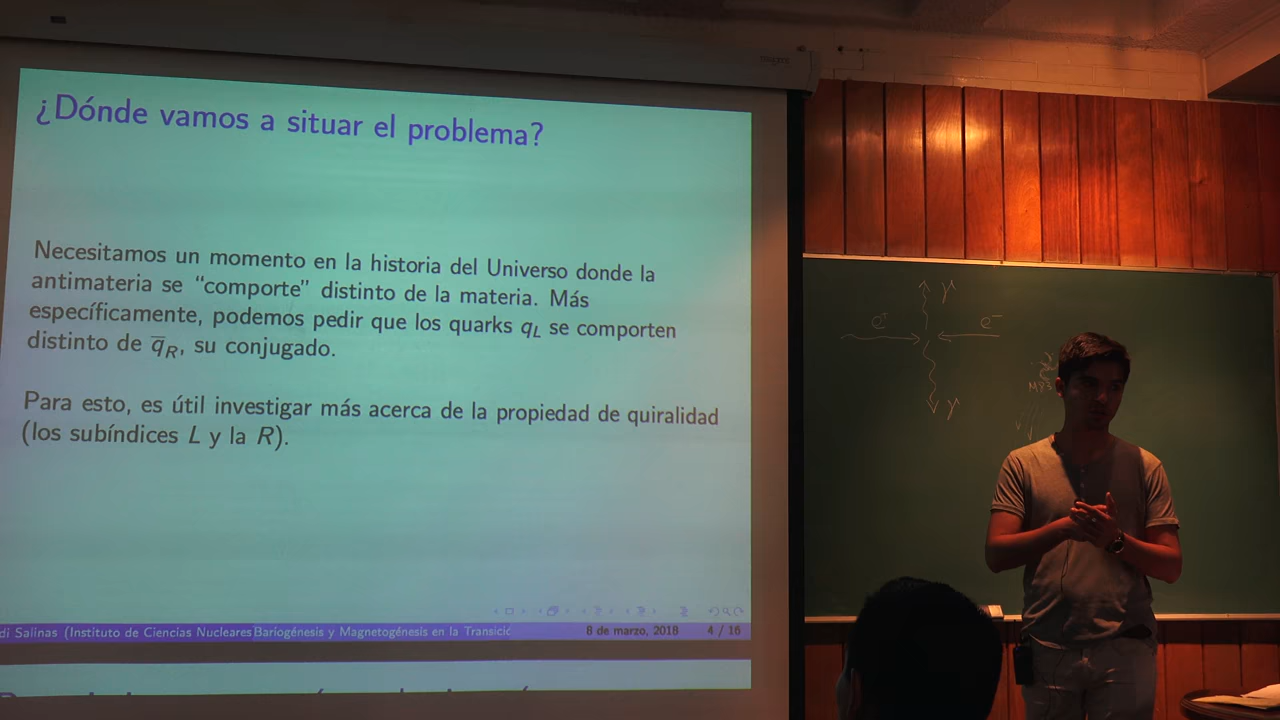 ¿Dónde vamos a situar el problema?
Necesitamos un momento en la historia del Universo donde la
antimateria se “comporte” distinto de la materia. Más
específicamente, podemos pedir que los quarks q_L se comporten
distinto de q̅_R, su conjugado.
Para esto, es útil investigar más acerca de la propiedad de quiralidad
(los subíndices L y la R).
di Salinas (Instituto de Ciencias Nucleares Bariogénesis y Magnetogénesis en la Transició
8 de marzo, 2018 4 / 16
γ
e⁺ e⁻
γ
M83